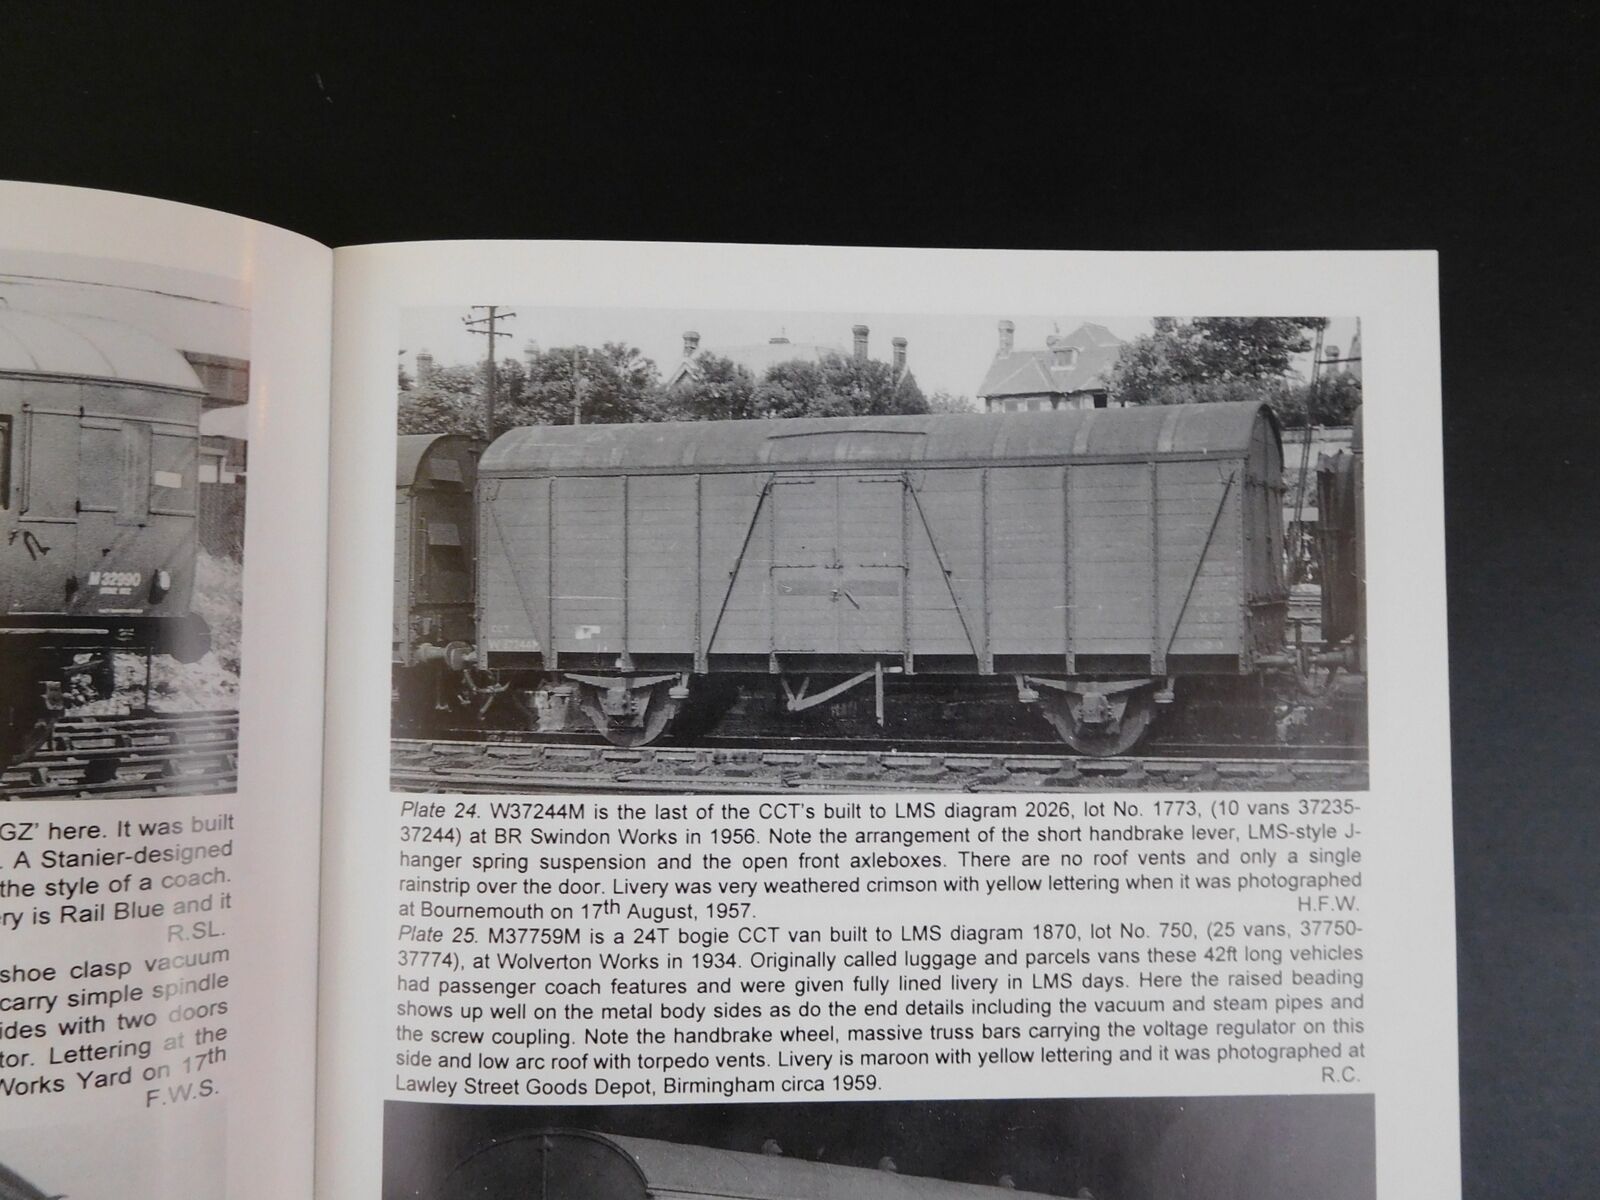 M 32990
GZ' here. It was built
. A Stanier-designed
the style of a coach.
ry is Rail Blue and it
R.SL.
shoe clasp vacuum
carry simple spindle
ides with two doors
tor. Lettering at the
Works Yard on 17th
F.W.S.
CCT
Plate 24. W37244M is the last of the CCT's built to LMS diagram 2026, lot No. 1773, (10 vans 37235-
37244) at BR Swindon Works in 1956. Note the arrangement of the short handbrake lever, LMS-style J-
hanger spring suspension and the open front axleboxes. There are no roof vents and only a single
rainstrip over the door. Livery was very weathered crimson with yellow lettering when it was photographed
at Bournemouth on 17th August, 1957. H.F.W.
Plate 25. M37759M is a 24T bogie CCT van built to LMS diagram 1870, lot No. 750, (25 vans, 37750-
37774), at Wolverton Works in 1934. Originally called luggage and parcels vans these 42ft long vehicles
had passenger coach features and were given fully lined livery in LMS days. Here the raised beading
shows up well on the metal body sides as do the end details including the vacuum and steam pipes and
the screw coupling. Note the handbrake wheel, massive truss bars carrying the voltage regulator on this
side and low arc roof with torpedo vents. Livery is maroon with yellow lettering and it was photographed at
Lawley Street Goods Depot, Birmingham circa 1959. R.C.